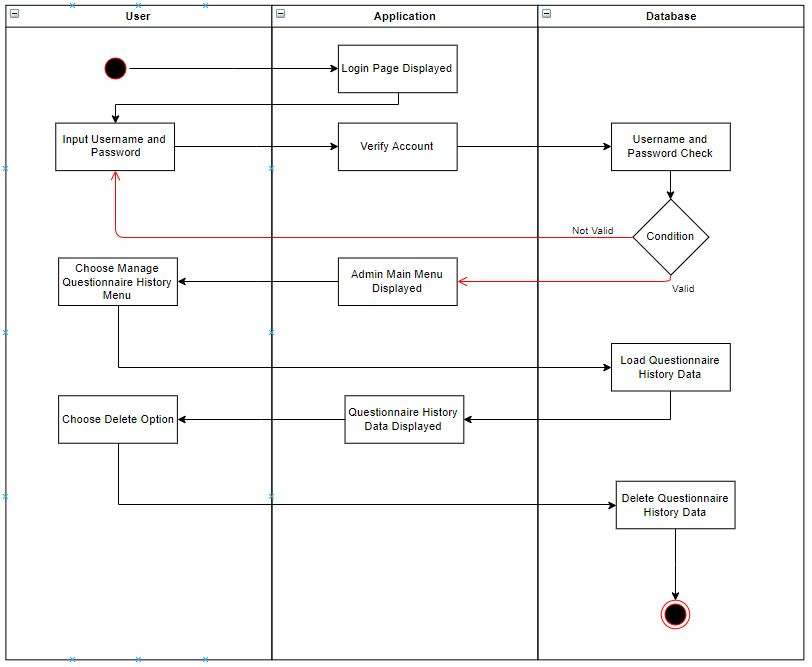 User
Application
Database
Login Page Displayed
Input Username and
Password
Verify Account
Username and
Password Check
Not Valid
Condition
Valid
Choose Manage
Questionnaire History
Menu
Admin Main Menu
Displayed
Load Questionnaire
History Data
Choose Delete Option
Questionnaire History
Data Displayed
Delete Questionnaire
History Data